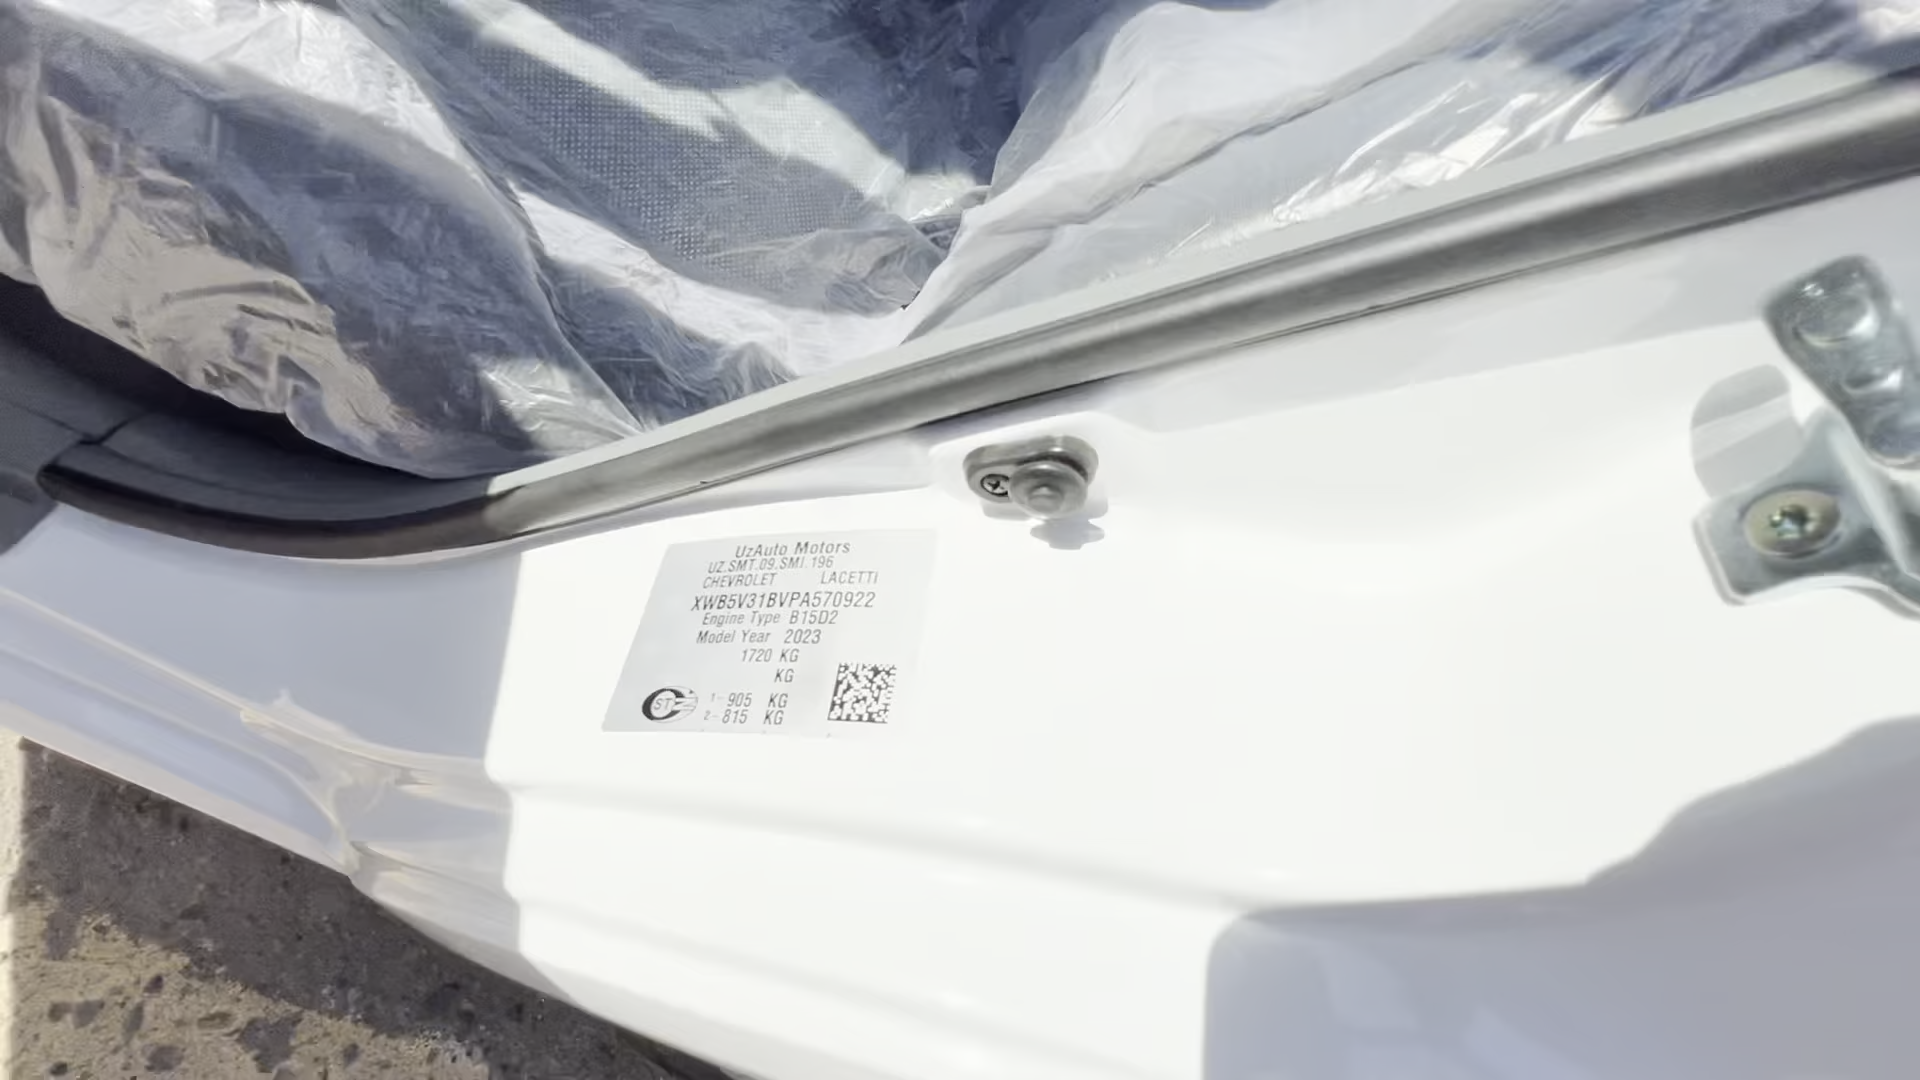 UzAuto Motors
UZ.SMT.09.SMI.196
CHEVROLET LACETTI
XWB5V31BVPA570922
Engine Type B15D2
Model Year 2023
1720 KG
KG
1- 905 KG
2- 815 KG
ST